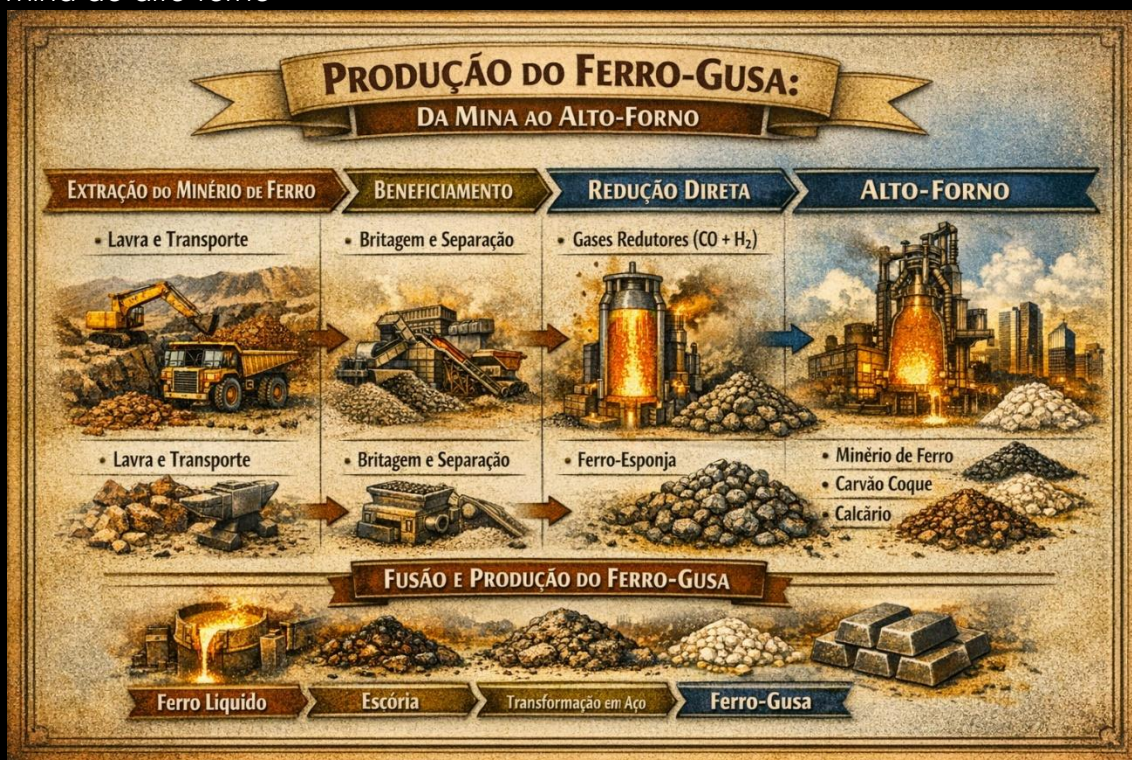 mina ao alto forno
PRODUÇÃO DO FERRO-GUSA:
DA MINA AO ALTO-FORNO
EXTRAÇÃO DO MINÉRIO DE FERRO
BENEFICIAMENTO
REDUÇÃO DIRETA
ALTO-FORNO
• Lavra e Transporte
• Britagem e Separação
• Gases Redutores (CO + H₂)
• Lavra e Transporte
• Britagem e Separação
• Ferro-Esponja
• Minério de Ferro
• Carvão Coque
• Calcário
FUSÃO E PRODUÇÃO DO FERRO-GUSA
Ferro Liquido
Escória
Transformação em Aço
Ferro-Gusa